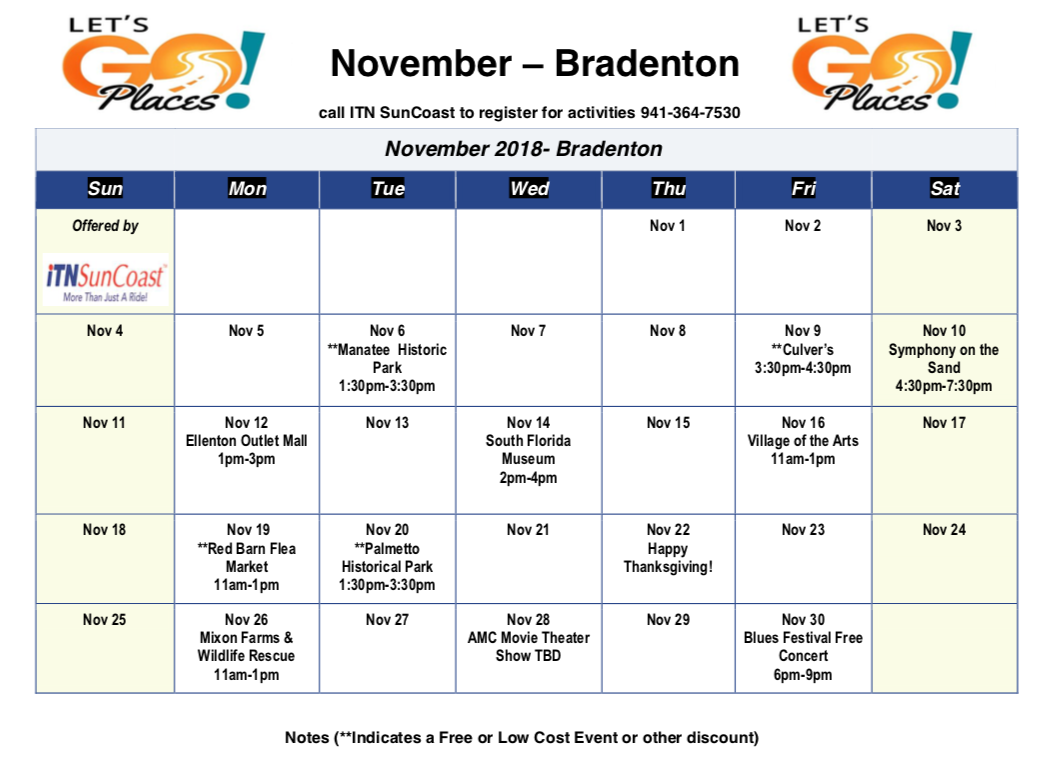 LET'S
GO!
Places
LET'S
GO!
Places
November – Bradenton
call ITN SunCoast to register for activities 941-364-7530
November 2018- Bradenton
Sun Mon Tue Wed Thu Fri Sat
Offered by
iTNSunCoast™
More Than Just A Ride!
Nov 1
Nov 2
Nov 3
Nov 4
Nov 5
Nov 6
**Manatee Historic
Park
1:30pm-3:30pm
Nov 7
Nov 8
Nov 9
**Culver's
3:30pm-4:30pm
Nov 10
Symphony on the
Sand
4:30pm-7:30pm
Nov 11
Nov 12
Ellenton Outlet Mall
1pm-3pm
Nov 13
Nov 14
South Florida
Museum
2pm-4pm
Nov 15
Nov 16
Village of the Arts
11am-1pm
Nov 17
Nov 18
Nov 19
**Red Barn Flea
Market
11am-1pm
Nov 20
**Palmetto
Historical Park
1:30pm-3:30pm
Nov 21
Nov 22
Happy
Thanksgiving!
Nov 23
Nov 24
Nov 25
Nov 26
Mixon Farms &
Wildlife Rescue
11am-1pm
Nov 27
Nov 28
AMC Movie Theater
Show TBD
Nov 29
Nov 30
Blues Festival Free
Concert
6pm-9pm
Notes (**Indicates a Free or Low Cost Event or other discount)